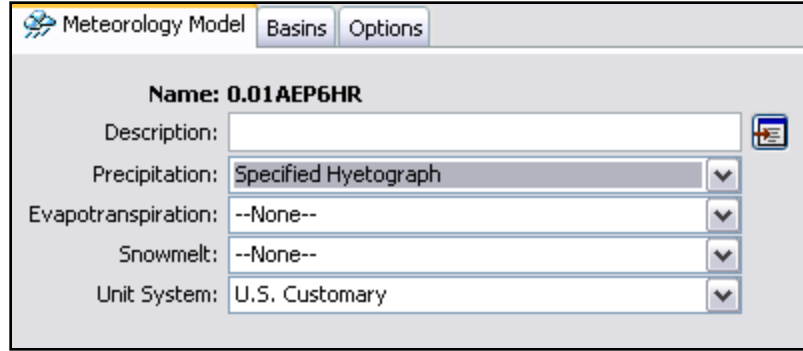 Meteorology Model Basins Options
Name: 0.01AEP6HR
Description:
Precipitation: Specified Hyetograph
Evapotranspiration: --None--
Snowmelt: --None--
Unit System: U.S. Customary